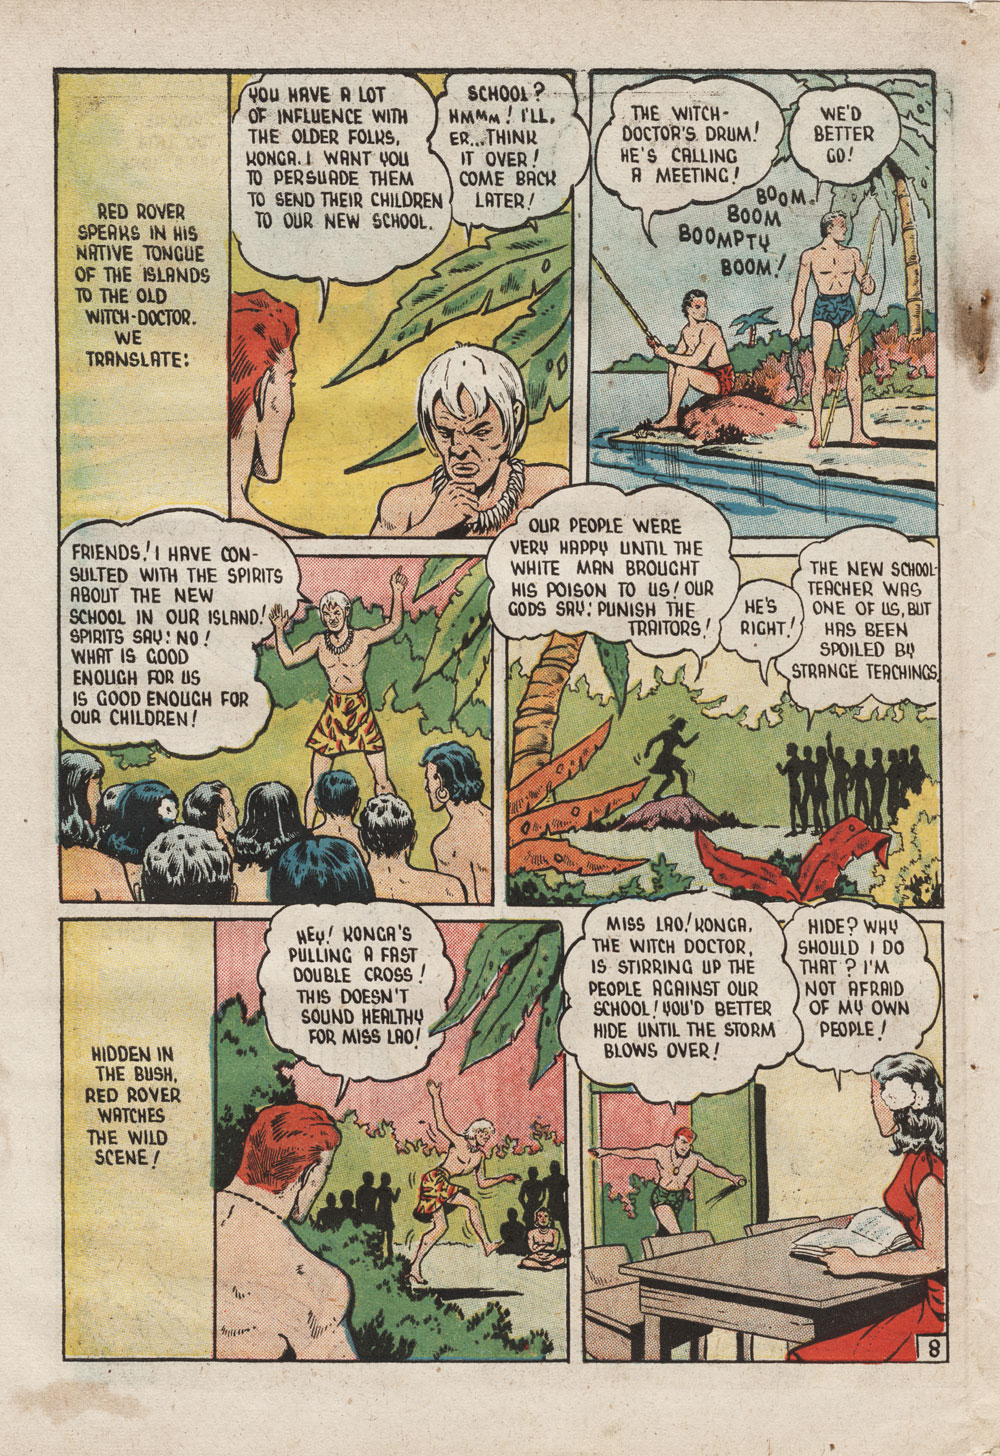 RED ROVER
SPEAKS IN HIS
NATIVE TONGUE
OF THE ISLANDS
TO THE OLD
WITCH-DOCTOR.
WE
TRANSLATE:
YOU HAVE A LOT
OF INFLUENCE WITH
THE OLDER FOLKS,
KONGA. I WANT YOU
TO PERSUADE THEM
TO SEND THEIR CHILDREN
TO OUR NEW SCHOOL.
SCHOOL?
HMMM! I'LL,
ER...THINK
IT OVER!
COME BACK
LATER!
THE WITCH-
DOCTOR'S DRUM!
HE'S CALLING
A MEETING!
WE'D
BETTER
GO!
BOOM.
BOOM
BOOMPTY
BOOM!
FRIENDS! I HAVE CON-
SULTED WITH THE SPIRITS
ABOUT THE NEW
SCHOOL IN OUR ISLAND!
SPIRITS SAY: NO!
WHAT IS GOOD
ENOUGH FOR US
IS GOOD ENOUGH FOR
OUR CHILDREN!
OUR PEOPLE WERE
VERY HAPPY UNTIL THE
WHITE MAN BROUGHT
HIS POISON TO US! OUR
GODS SAY: PUNISH THE
TRAITORS!
HE'S
RIGHT!
THE NEW SCHOOL-
TEACHER WAS
ONE OF US, BUT
HAS BEEN
SPOILED BY
STRANGE TEACHINGS.
HIDDEN IN
THE BUSH,
RED ROVER
WATCHES
THE WILD
SCENE!
HEY! KONGA'S
PULLING A FAST
DOUBLE CROSS!
THIS DOESN'T
SOUND HEALTHY
FOR MISS LAO!
MISS LAO! KONGA,
THE WITCH DOCTOR,
IS STIRRING UP THE
PEOPLE AGAINST OUR
SCHOOL! YOU'D BETTER
HIDE UNTIL THE STORM
BLOWS OVER!
HIDE? WHY
SHOULD I DO
THAT? I'M
NOT AFRAID
OF MY OWN
PEOPLE!
8